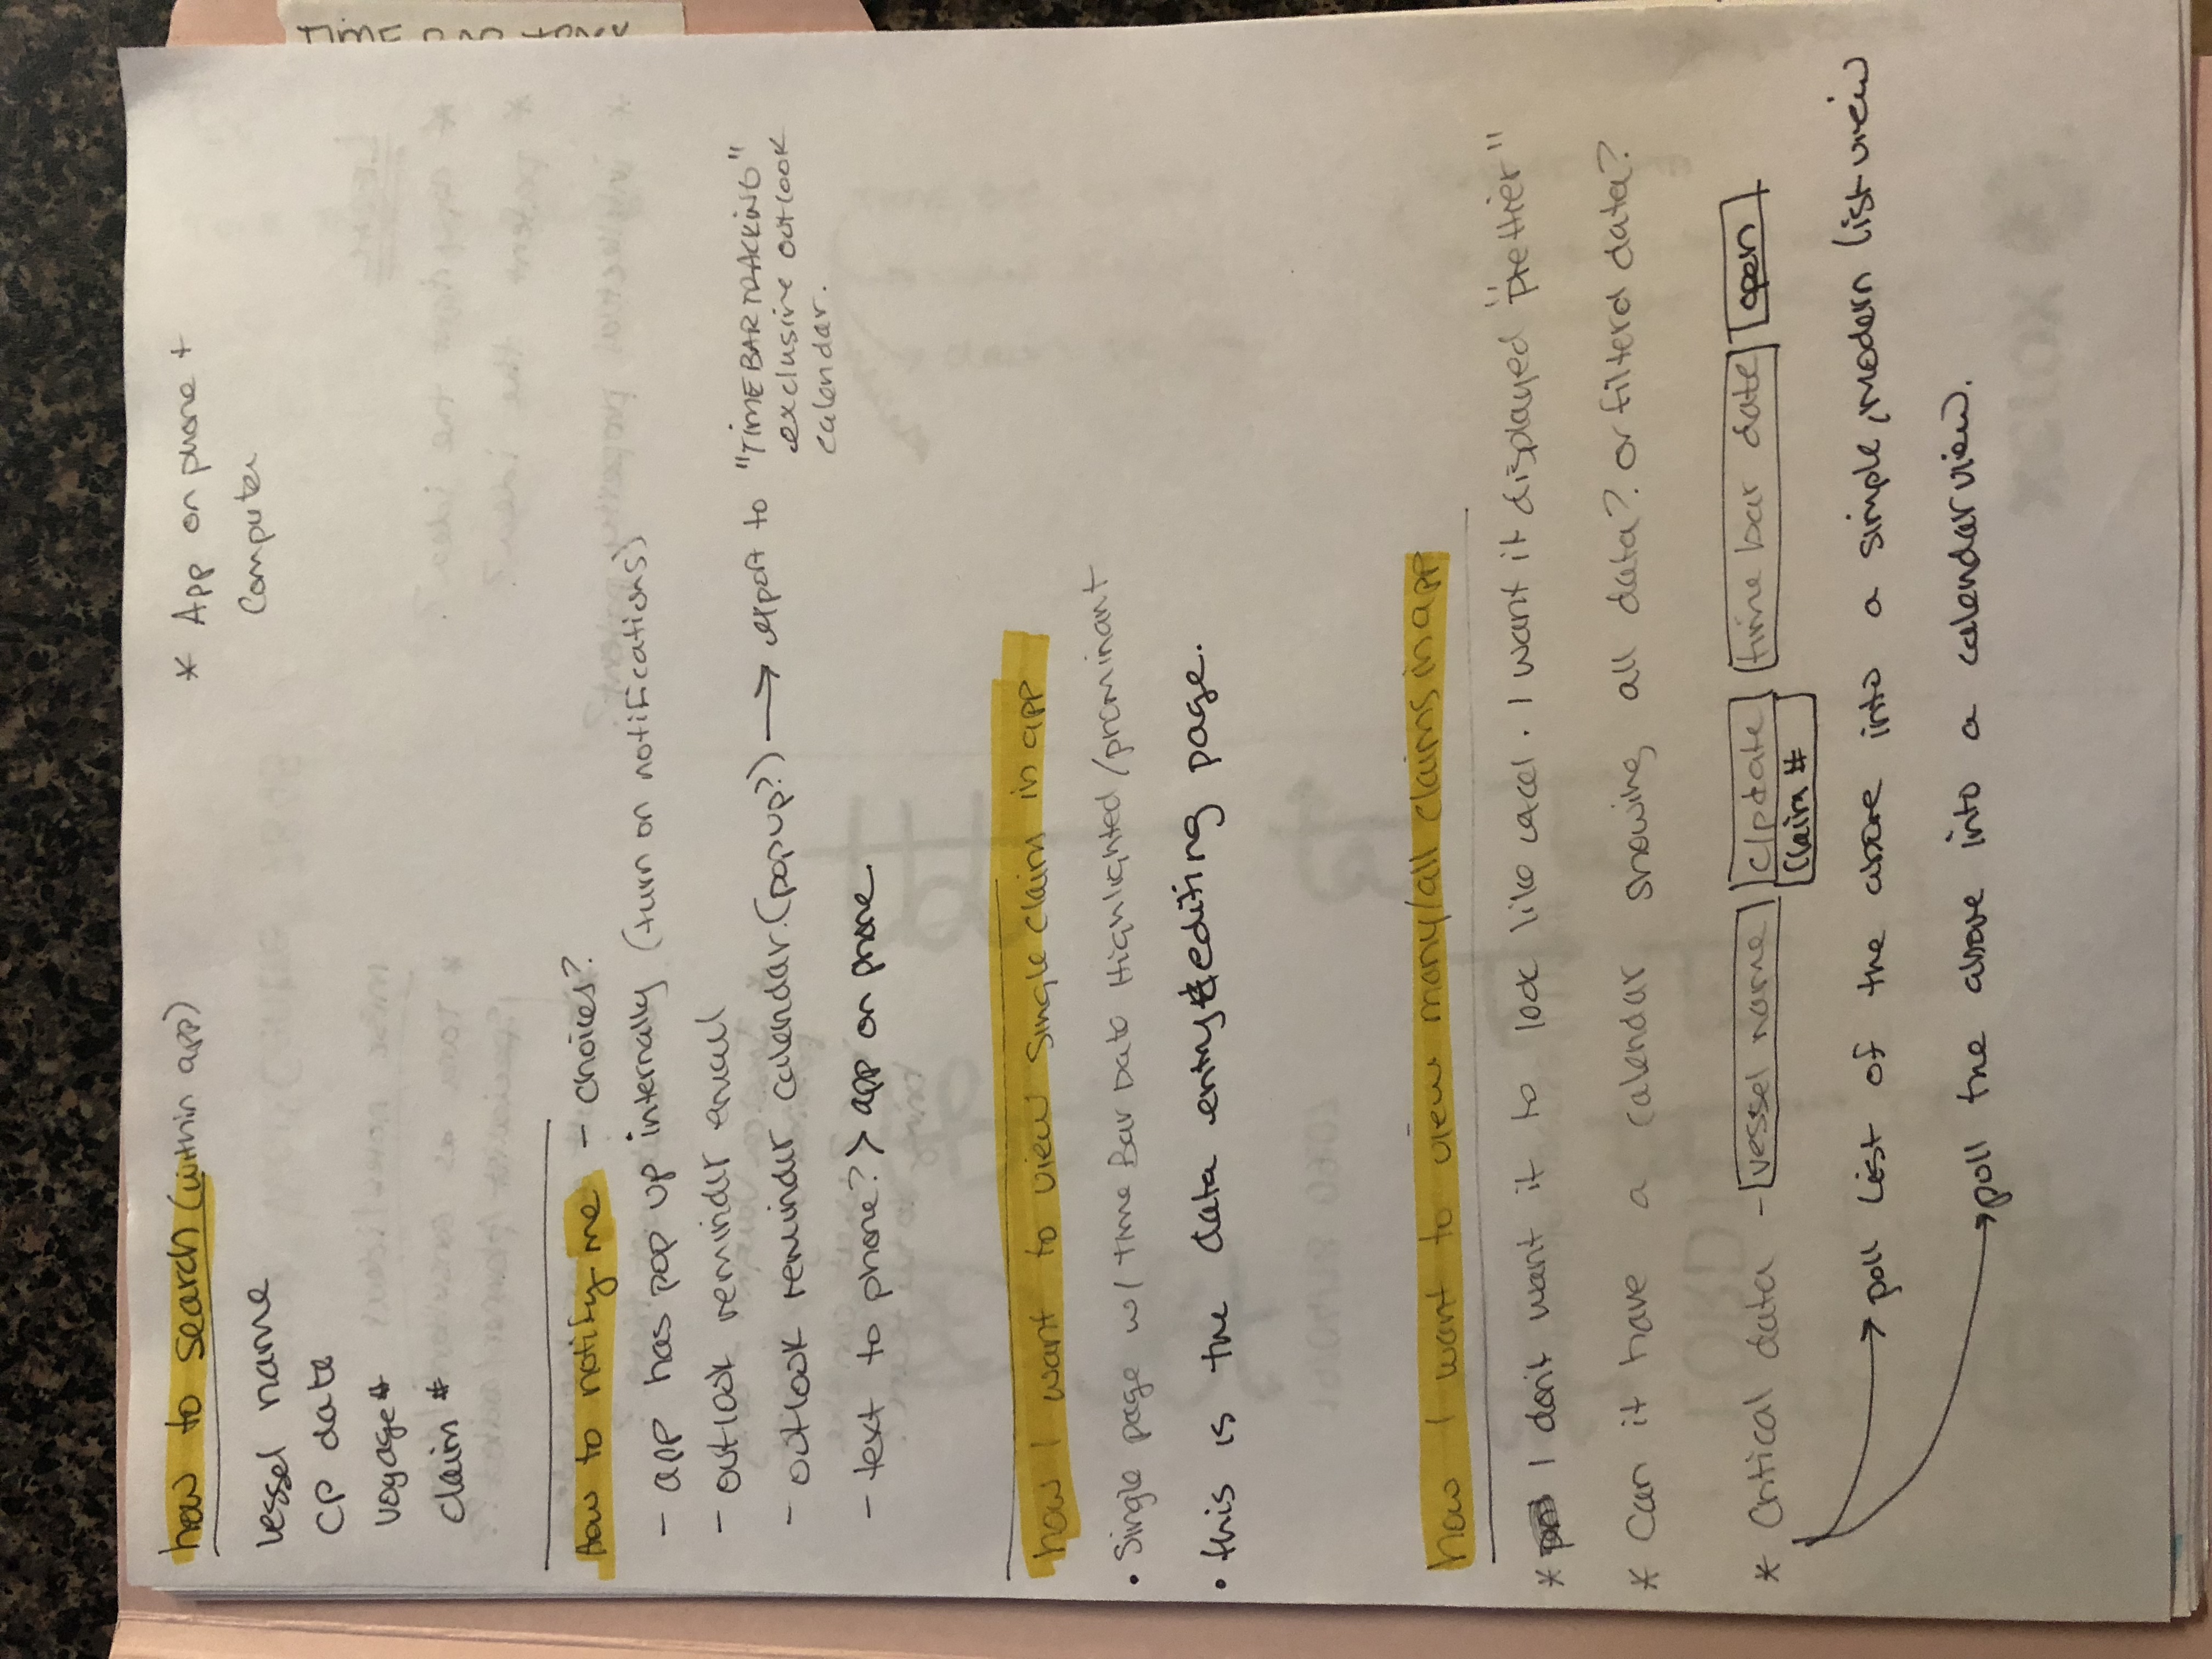 how to search (within app)
* App on phone +
Computer
vessel name
CP date
voyage #
claim #
how to notify me - choices?
- app has pop up internally (turn on notifications)
- outlook reminder email
- outlook reminder calendar. (popup?) → export to "TIME BAR TRACKING"
exclusive outlook
calendar.
- text to phone? > app on phone.
how I want to view single claim in app
• Single page w/ Time Bar Date Highlighted/prominant
• this is the data entry & editing page.
how I want to view many/all claims in app
* I don't want it to look like excel. I want it displayed "prettier"
* Can it have a calendar showing all data? or filterd data?
* Critical data - vessel name c/p date time bar date open
Claim #
→ poll list of the above into a simple, modern list view
→ poll the above into a calendar view.